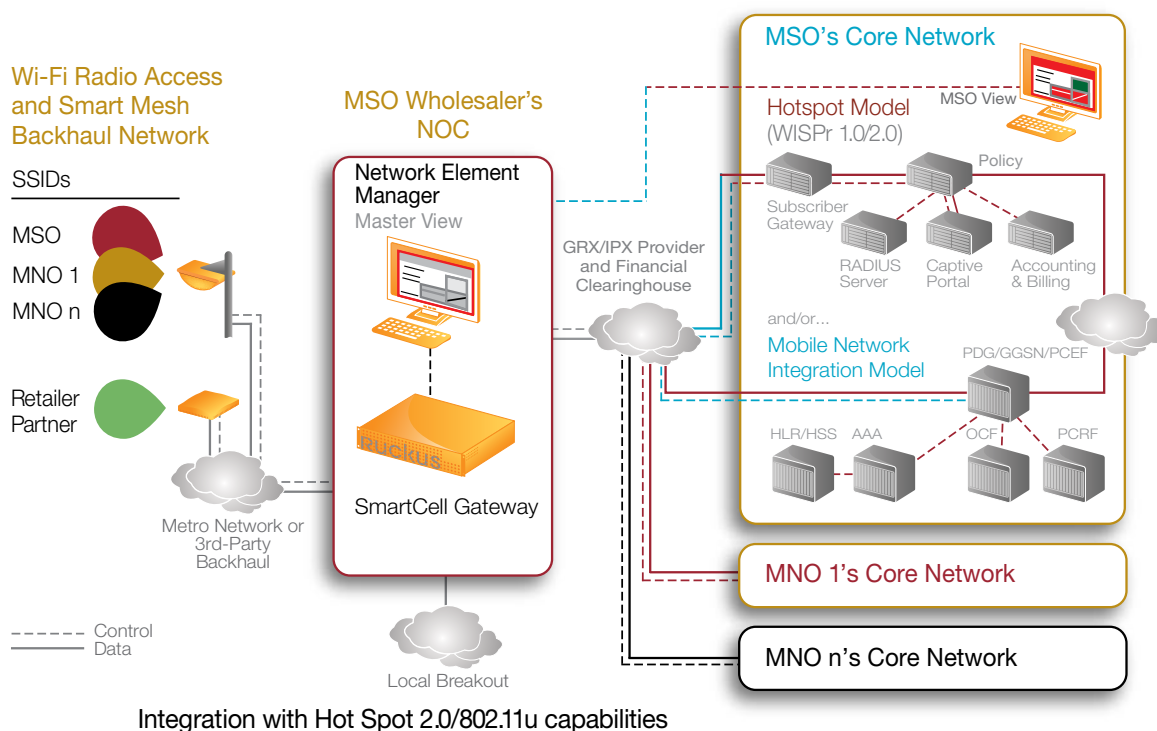 Wi-Fi Radio Access
and Smart Mesh
Backhaul Network
SSIDs
MSO
MNO 1
MNO n
Retailer
Partner
Metro Network or
3rd-Party
Backhaul
Control
Data
MSO Wholesaler's
NOC
Network Element
Manager
Master View
Ruckus
SmartCell Gateway
Local Breakout
GRX/IPX Provider
and Financial
Clearinghouse
MSO's Core Network
MSO View
Hotspot Model
(WISPr 1.0/2.0)
Policy
Subscriber
Gateway
RADIUS
Server
Captive
Portal
Accounting
& Billing
and/or...
Mobile Network
Integration Model
PDG/GGSN/PCEF
HLR/HSS
AAA
OCF
PCRF
MNO 1's Core Network
MNO n's Core Network
Integration with Hot Spot 2.0/802.11u capabilities